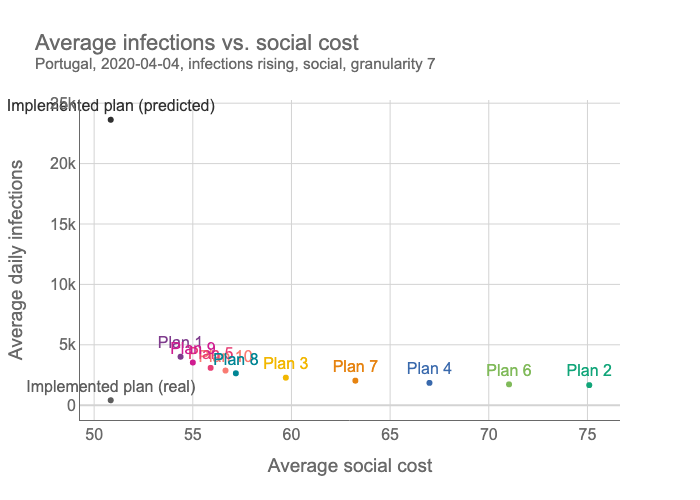 Average infections vs. social cost
Portugal, 2020-04-04, infections rising, social, granularity 7
Implemented plan (predicted)
25k
20k
15k
10k
5k
0
Average daily infections
Plan 1
Plan 9
Plan 5
Plan 10
Plan 8
Plan 3
Plan 7
Plan 4
Plan 6
Plan 2
Implemented plan (real)
50
55
60
65
70
75
Average social cost